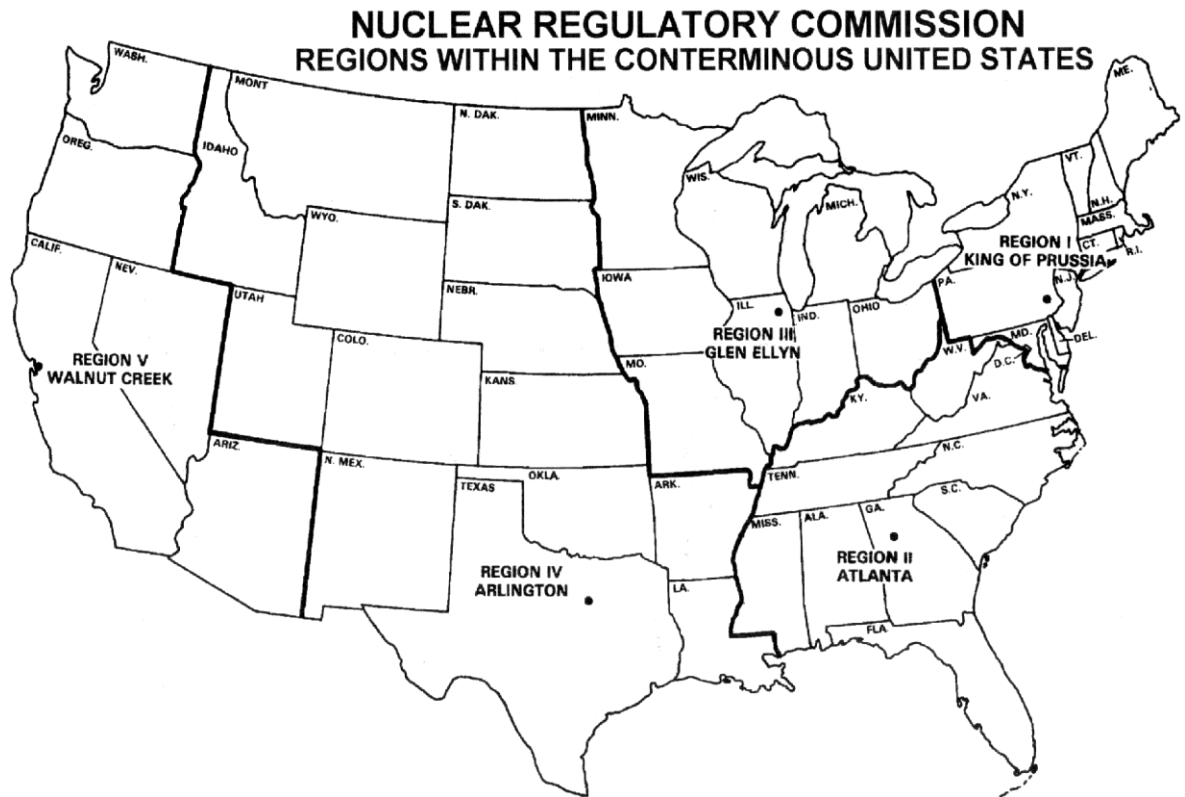 NUCLEAR REGULATORY COMMISSION
REGIONS WITHIN THE CONTERMINOUS UNITED STATES
WASH.
MONT
N. DAK.
MINN.
ME.
OREG.
IDAHO
VT.
WIS.
N.Y.
N.H.
S. DAK.
MICH.
WYO.
MASS.
CALIF.
REGION I
CT.
R.I.
KING OF PRUSSIA
NEV.
IOWA
PA.
N.J.
UTAH
NEBR.
ILL.
IND.
OHIO
REGION III
MD.
DEL.
COLO.
GLEN ELLYN
W.V.
REGION V
D.C.
WALNUT CREEK
MO.
KANS.
KY.
VA.
ARIZ.
N. MEX.
OKLA.
TENN.
N.C.
TEXAS
ARK.
S.C.
GA.
MISS.
ALA.
REGION II
REGION IV
ATLANTA
ARLINGTON
LA.
FLA